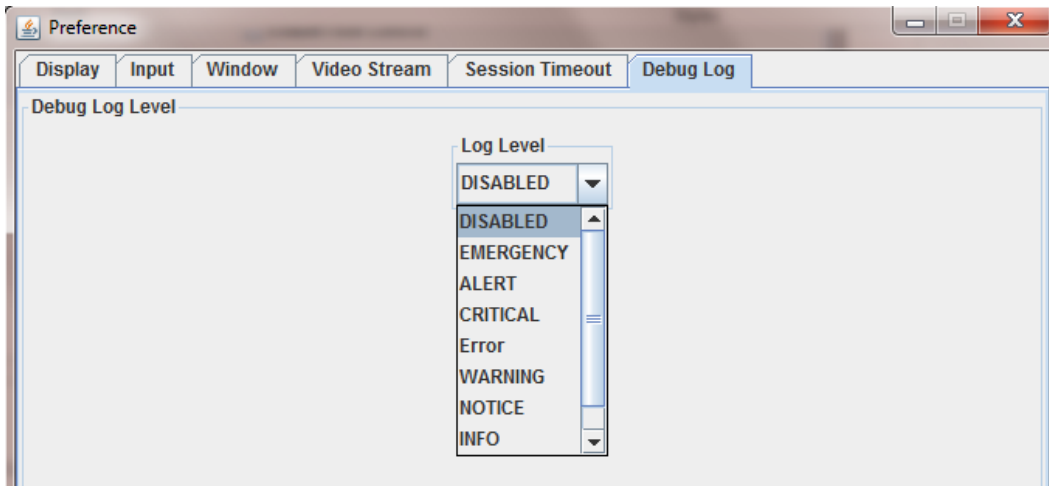 Preference
Display Input Window Video Stream Session Timeout Debug Log
Debug Log Level
Log Level
DISABLED
DISABLED
EMERGENCY
ALERT
CRITICAL
Error
WARNING
NOTICE
INFO